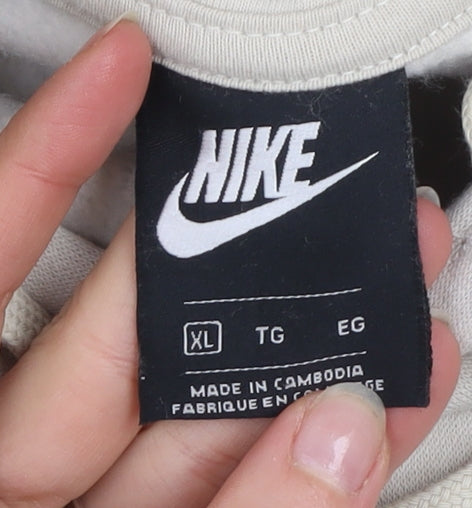 NIKE
XL TG EG
MADE IN CAMBODIA
FABRIQUE EN